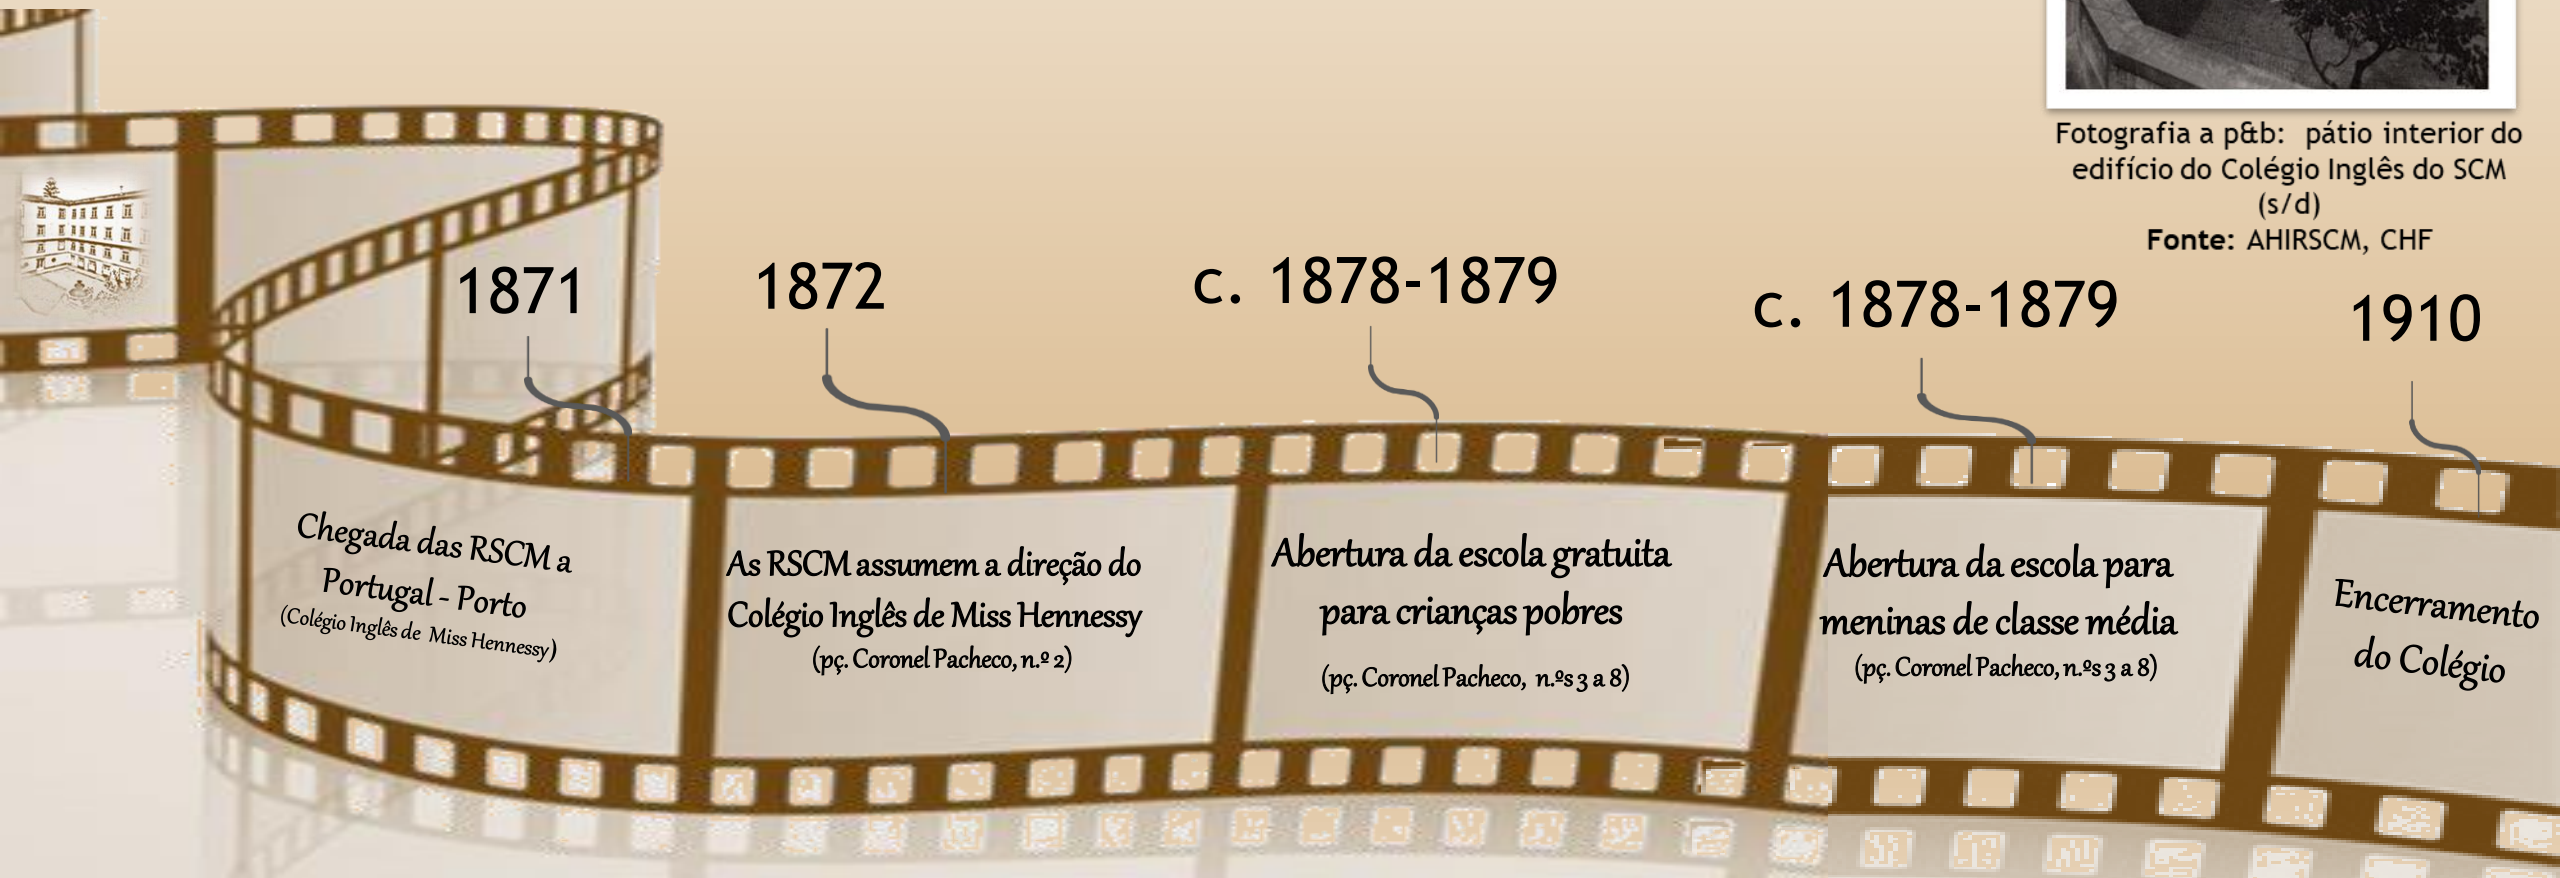 Fotografia a p&b: pátio interior do
edifício do Colégio Inglês do SCM
(s/d)
Fonte: AHIRSCM, CHF
1871
1872
c. 1878-1879
c. 1878-1879
1910
Chegada das RSCM a
Portugal - Porto
(Colégio Inglês de Miss Hennessy)
As RSCM assumem a direção do
Colégio Inglês de Miss Hennessy
(pç. Coronel Pacheco, n.º 2)
Abertura da escola gratuita
para crianças pobres
(pç. Coronel Pacheco, n.ºs 3 a 8)
Abertura da escola para
meninas de classe média
(pç. Coronel Pacheco, n.ºs 3 a 8)
Encerramento
do Colégio